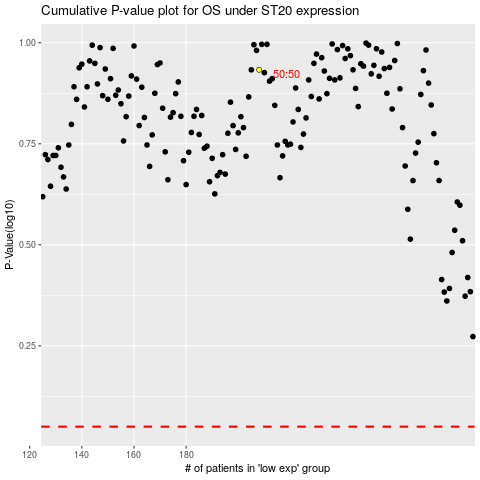 Cumulative P-value plot for OS under ST20 expression
1.00
0.75
0.50
0.25
P-Value(log10)
50:50
120 140 160 180
# of patients in 'low exp' group